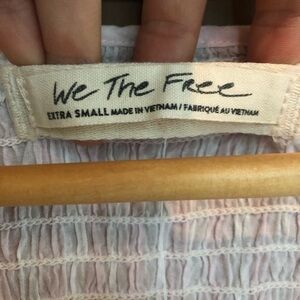 We The Free
EXTRA SMALL MADE IN VIETNAM / FABRIQUÉ AU VIETNAM